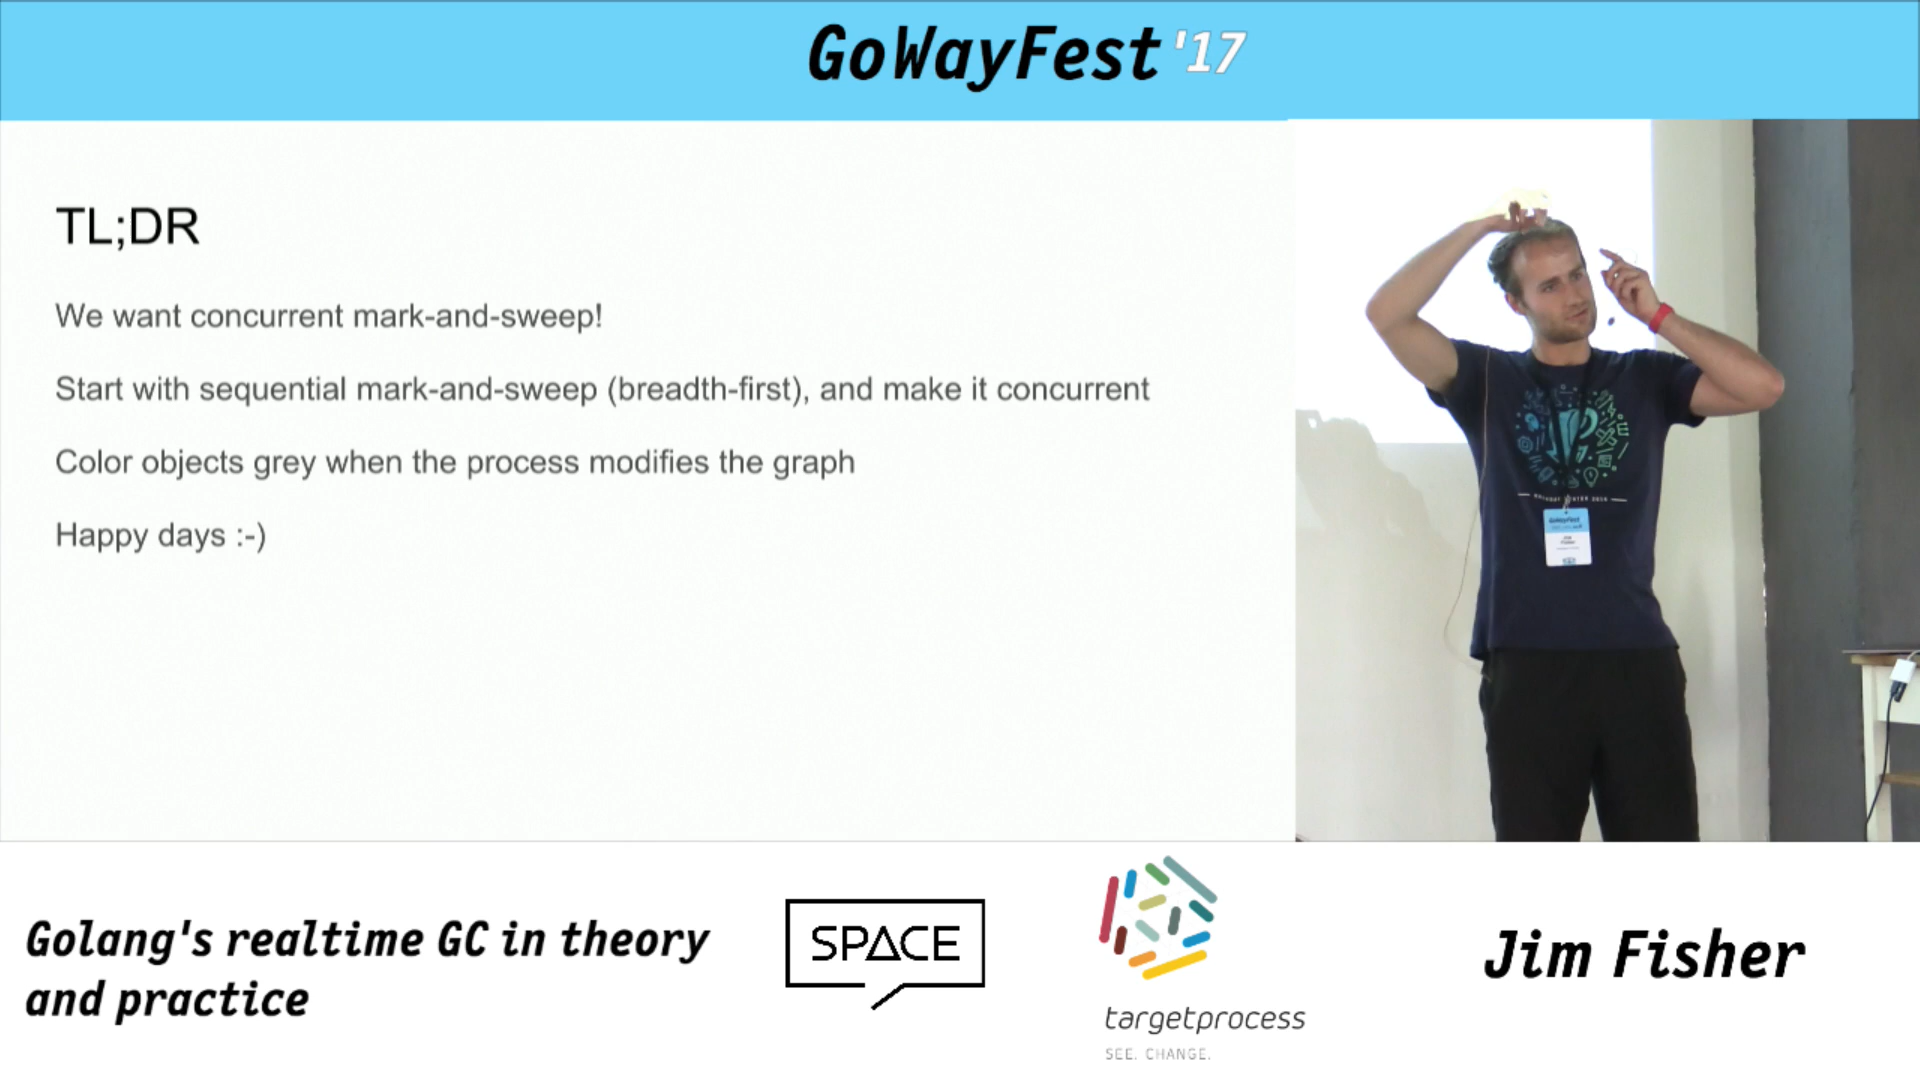 GoWayFest '17
TL;DR
We want concurrent mark-and-sweep!
Start with sequential mark-and-sweep (breadth-first), and make it concurrent
Color objects grey when the process modifies the graph
Happy days :-)
GoWayFest
Golang's realtime GC in theory
and practice
SPACE
targetprocess
SEE. CHANGE.
Jim Fisher